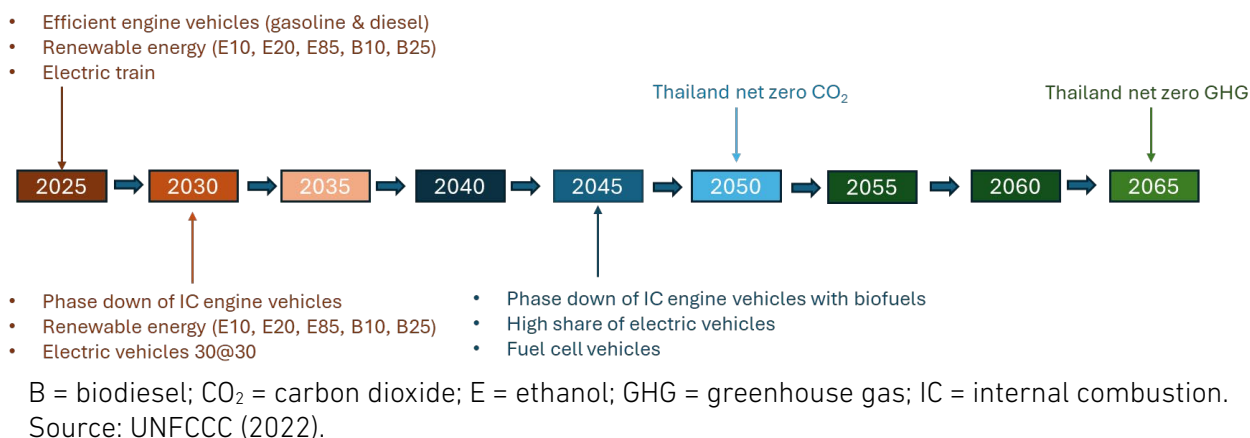 • Efficient engine vehicles (gasoline & diesel)
• Renewable energy (E10, E20, E85, B10, B25)
• Electric train
Thailand net zero CO₂
Thailand net zero GHG
2025
2030
2035
2040
2045
2050
2055
2060
2065
• Phase down of IC engine vehicles
• Renewable energy (E10, E20, E85, B10, B25)
• Electric vehicles 30@30
• Phase down of IC engine vehicles with biofuels
• High share of electric vehicles
• Fuel cell vehicles
B = biodiesel; CO₂ = carbon dioxide; E = ethanol; GHG = greenhouse gas; IC = internal combustion.
Source: UNFCCC (2022).